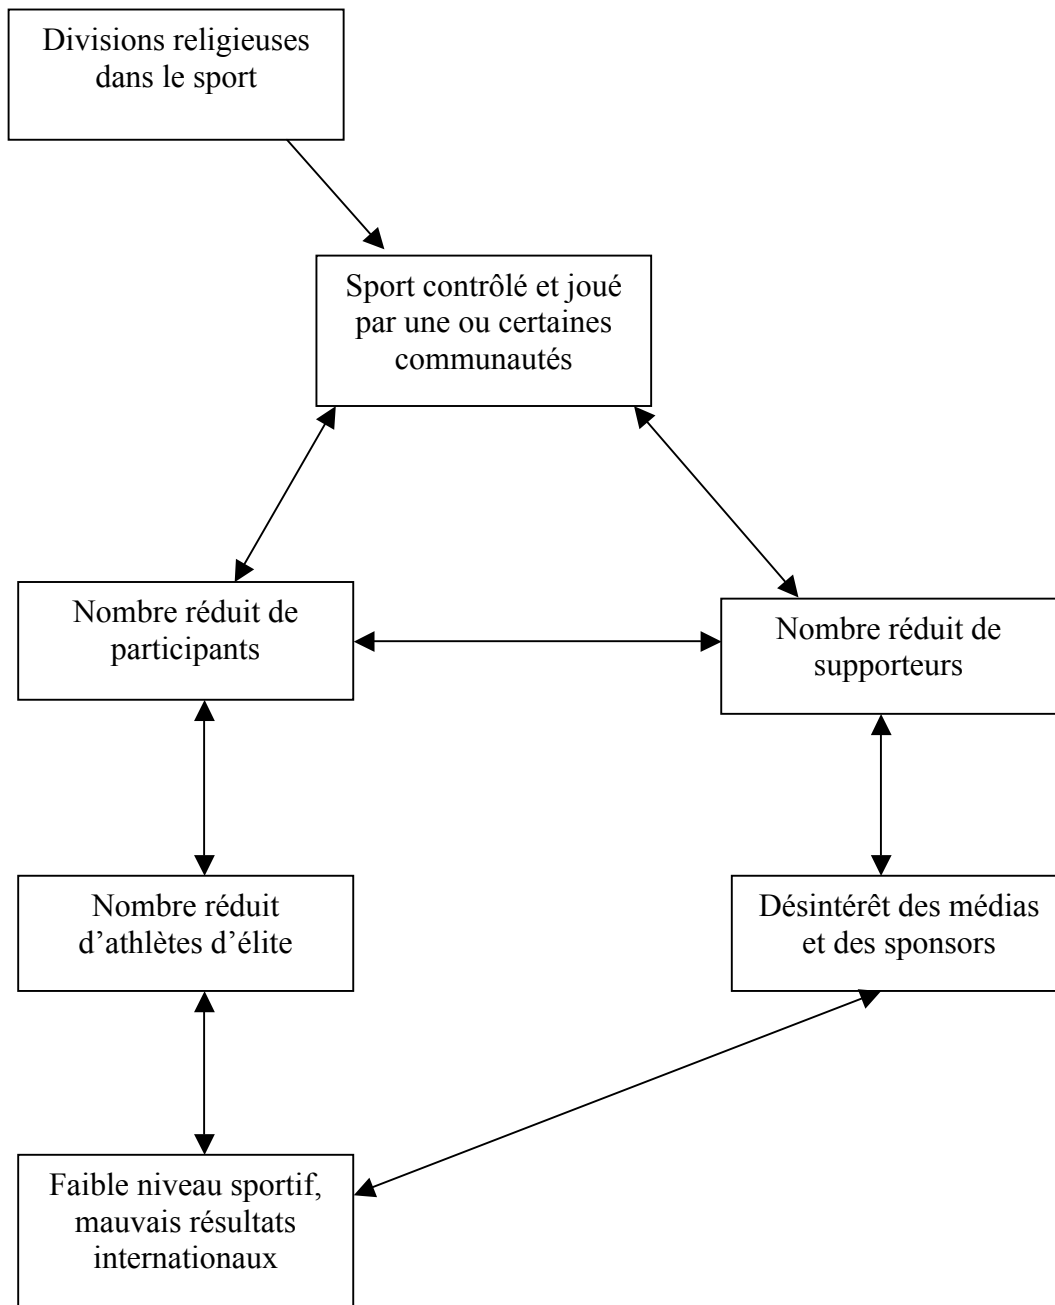 Divisions religieuses
dans le sport
Sport contrôlé et joué
par une ou certaines
communautés
Nombre réduit de
participants
Nombre réduit de
supporteurs
Nombre réduit
d’athlètes d’élite
Désintérêt des médias
et des sponsors
Faible niveau sportif,
mauvais résultats
internationaux